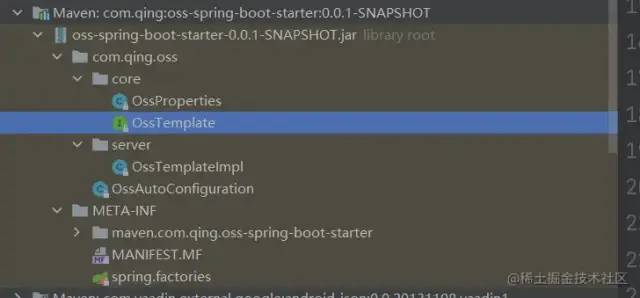 Maven: com.qing:oss-spring-boot-starter:0.0.1-SNAPSHOT
oss-spring-boot-starter-0.0.1-SNAPSHOT.jar library root
com.qing.oss
core
OssProperties
OssTemplate
server
OssTemplateImpl
OssAutoConfiguration
META-INF
maven.com.qing.oss-spring-boot-starter
MANIFEST.MF
spring.factories
@稀土掘金技术社区